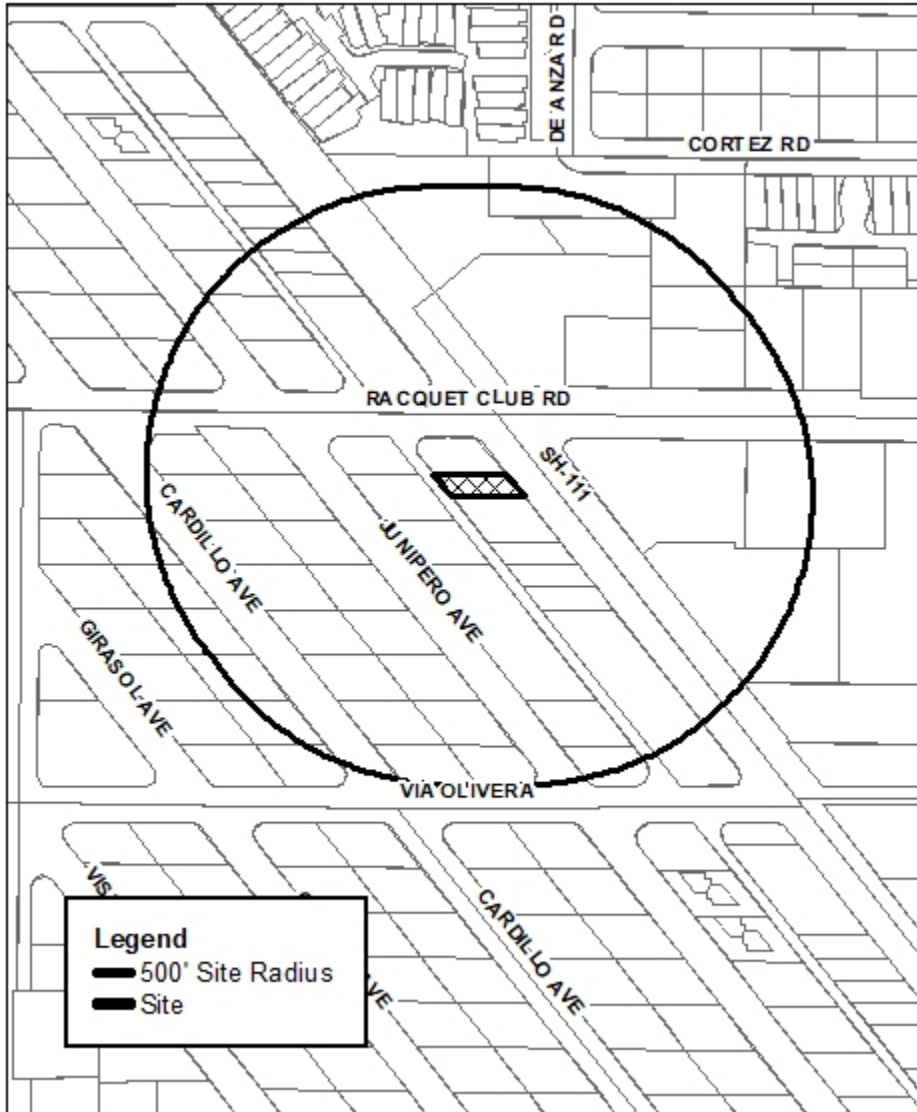 DE ANZA RD
CORTEZ RD
RACQUET CLUB RD
SH-111
CARDILLO AVE
JUNIPERO AVE
GIRASOL AVE
VIA OLIVERA
CARDILLO AVE
AVE
Legend
500' Site Radius
Site